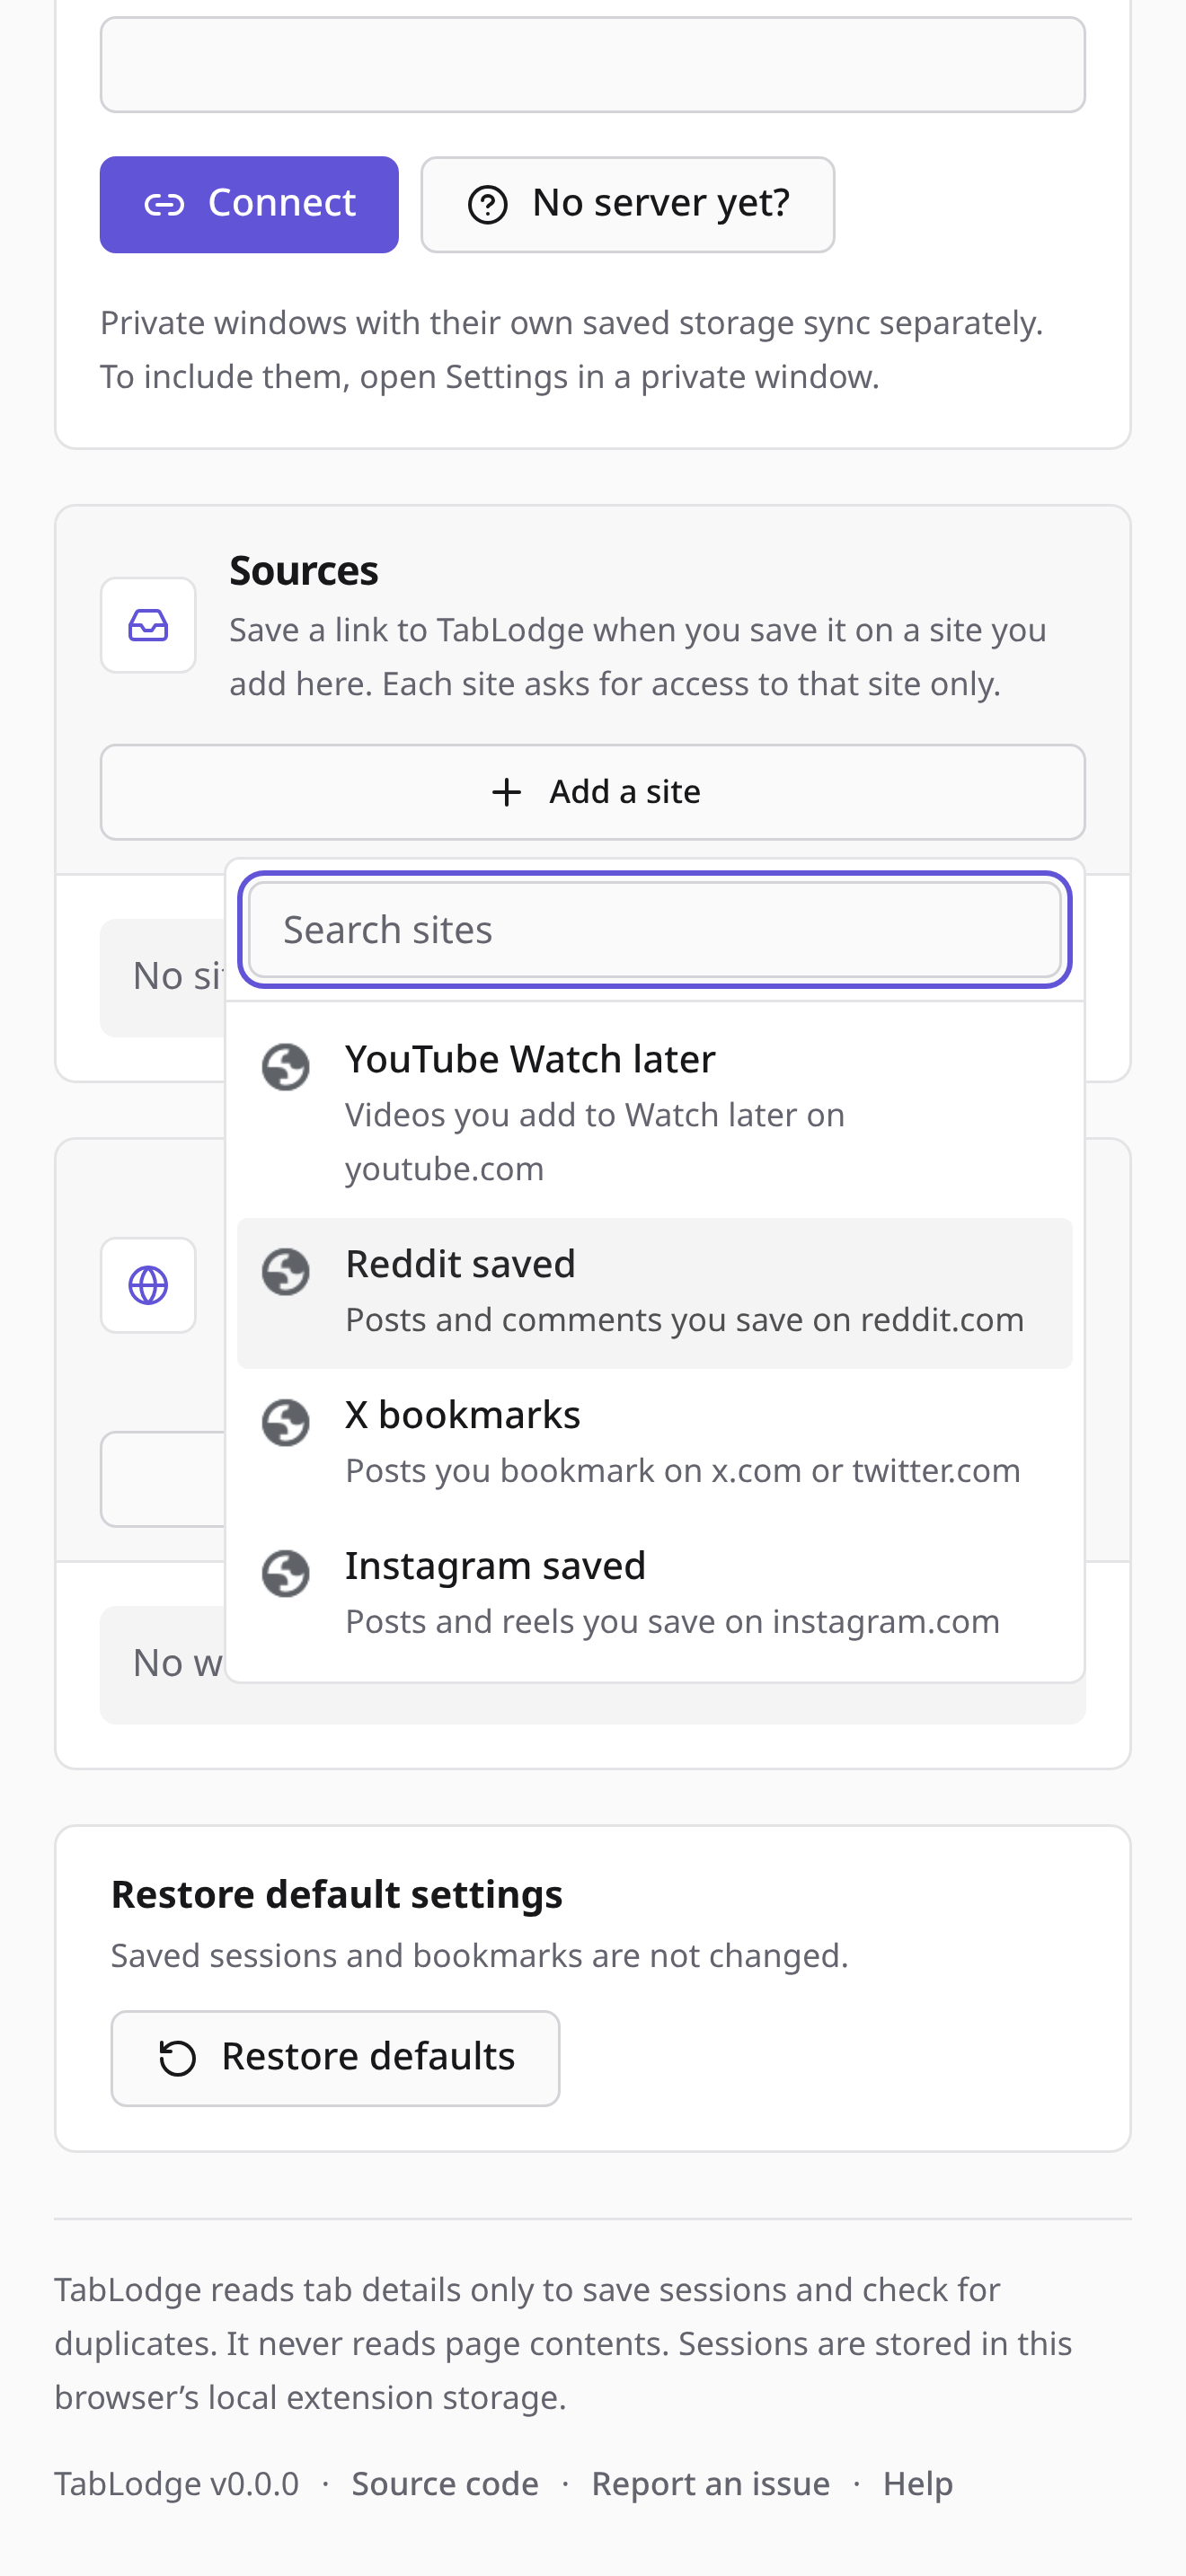 Connect
No server yet?
Private windows with their own saved storage sync separately.
To include them, open Settings in a private window.
Sources
Save a link to TabLodge when you save it on a site you
add here. Each site asks for access to that site only.
Add a site
Search sites
No
YouTube Watch later
Videos you add to Watch later on
youtube.com
Reddit saved
Posts and comments you save on reddit.com
X bookmarks
Posts you bookmark on x.com or twitter.com
Instagram saved
Posts and reels you save on instagram.com
No
Restore default settings
Saved sessions and bookmarks are not changed.
Restore defaults
TabLodge reads tab details only to save sessions and check for
duplicates. It never reads page contents. Sessions are stored in this
browser’s local extension storage.
TabLodge v0.0.0 · Source code · Report an issue · Help